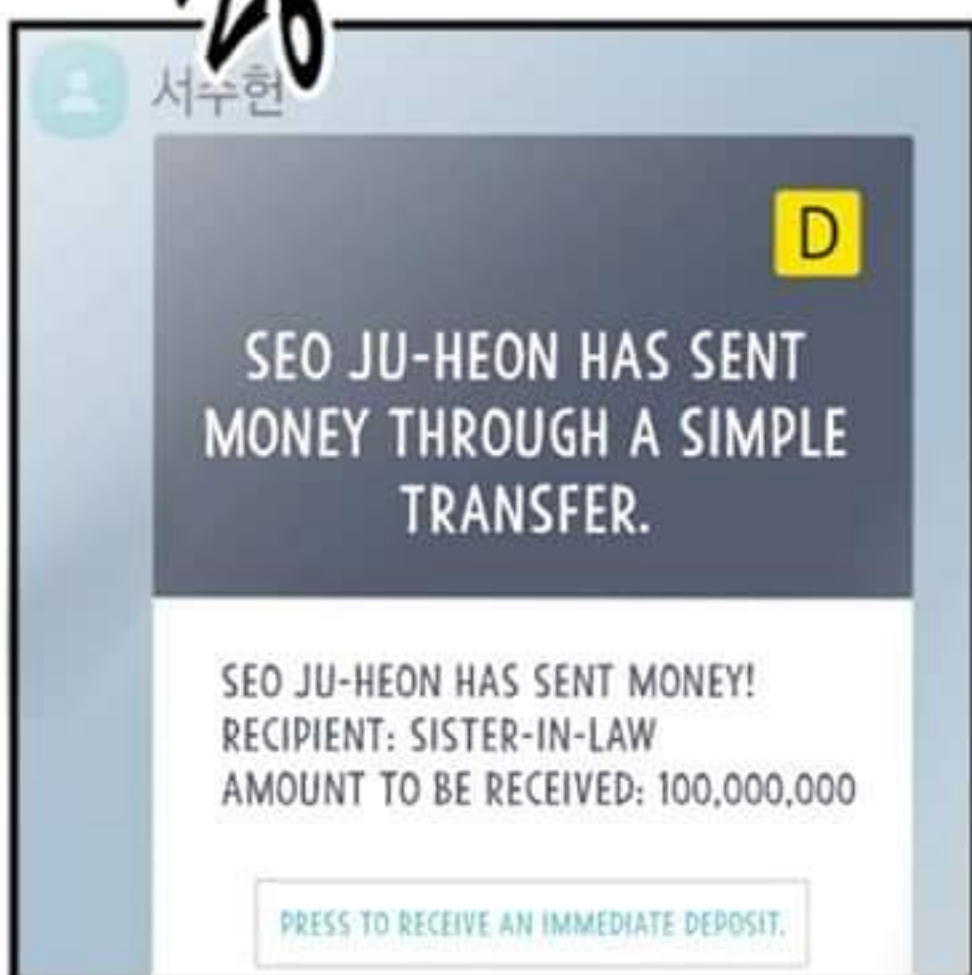 서주헌
D
SEO JU-HEON HAS SENT
MONEY THROUGH A SIMPLE
TRANSFER.
SEO JU-HEON HAS SENT MONEY!
RECIPIENT: SISTER-IN-LAW
AMOUNT TO BE RECEIVED: 100,000,000
PRESS TO RECEIVE AN IMMEDIATE DEPOSIT.